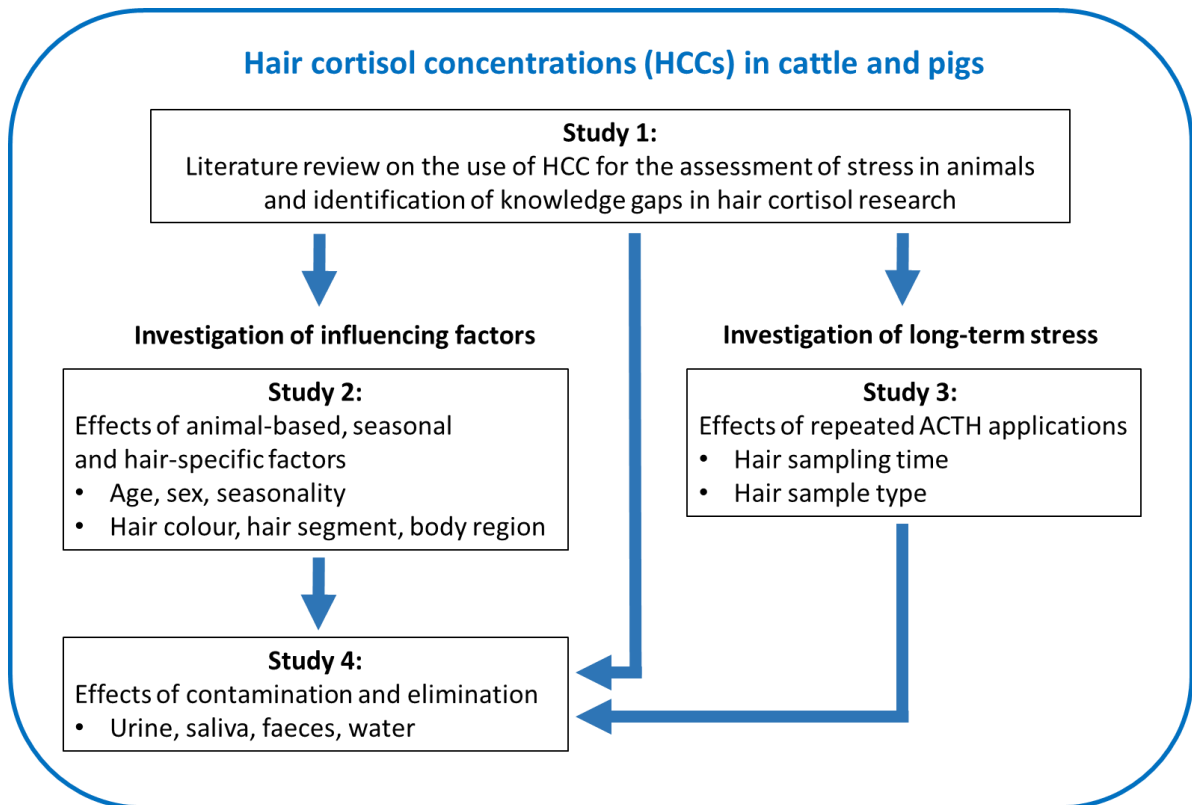 Hair cortisol concentrations (HCCs) in cattle and pigs
Study 1:
Literature review on the use of HCC for the assessment of stress in animals
and identification of knowledge gaps in hair cortisol research
Investigation of influencing factors
Study 2:
Effects of animal-based, seasonal
and hair-specific factors
• Age, sex, seasonality
• Hair colour, hair segment, body region
Investigation of long-term stress
Study 3:
Effects of repeated ACTH applications
• Hair sampling time
• Hair sample type
Study 4:
Effects of contamination and elimination
• Urine, saliva, faeces, water